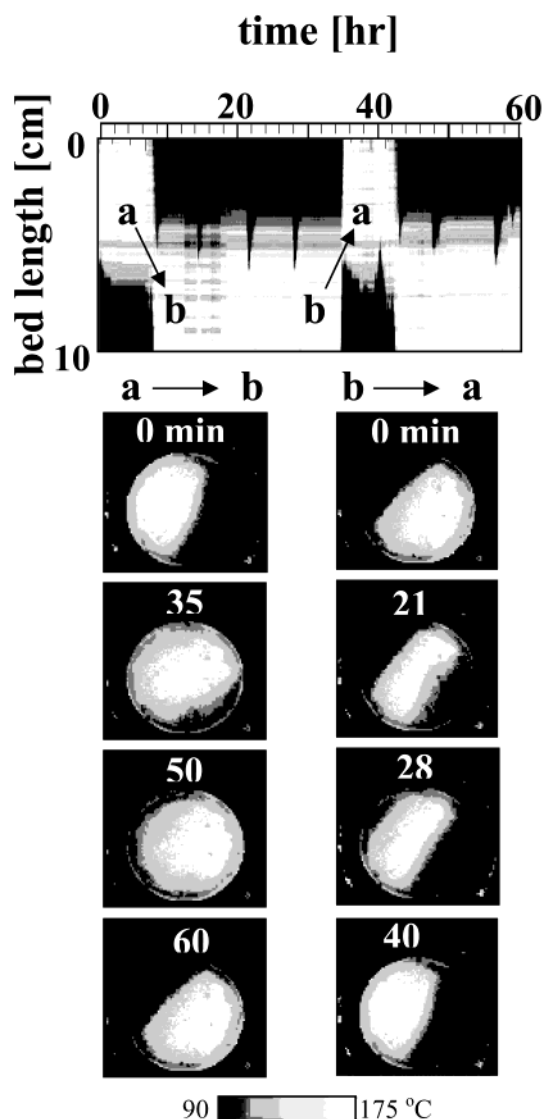 time [hr]
0 20 40 60
bed length [cm]
0
10
a
b
a
b
a → b
b → a
0 min
0 min
35
21
50
28
60
40
90 175 °C